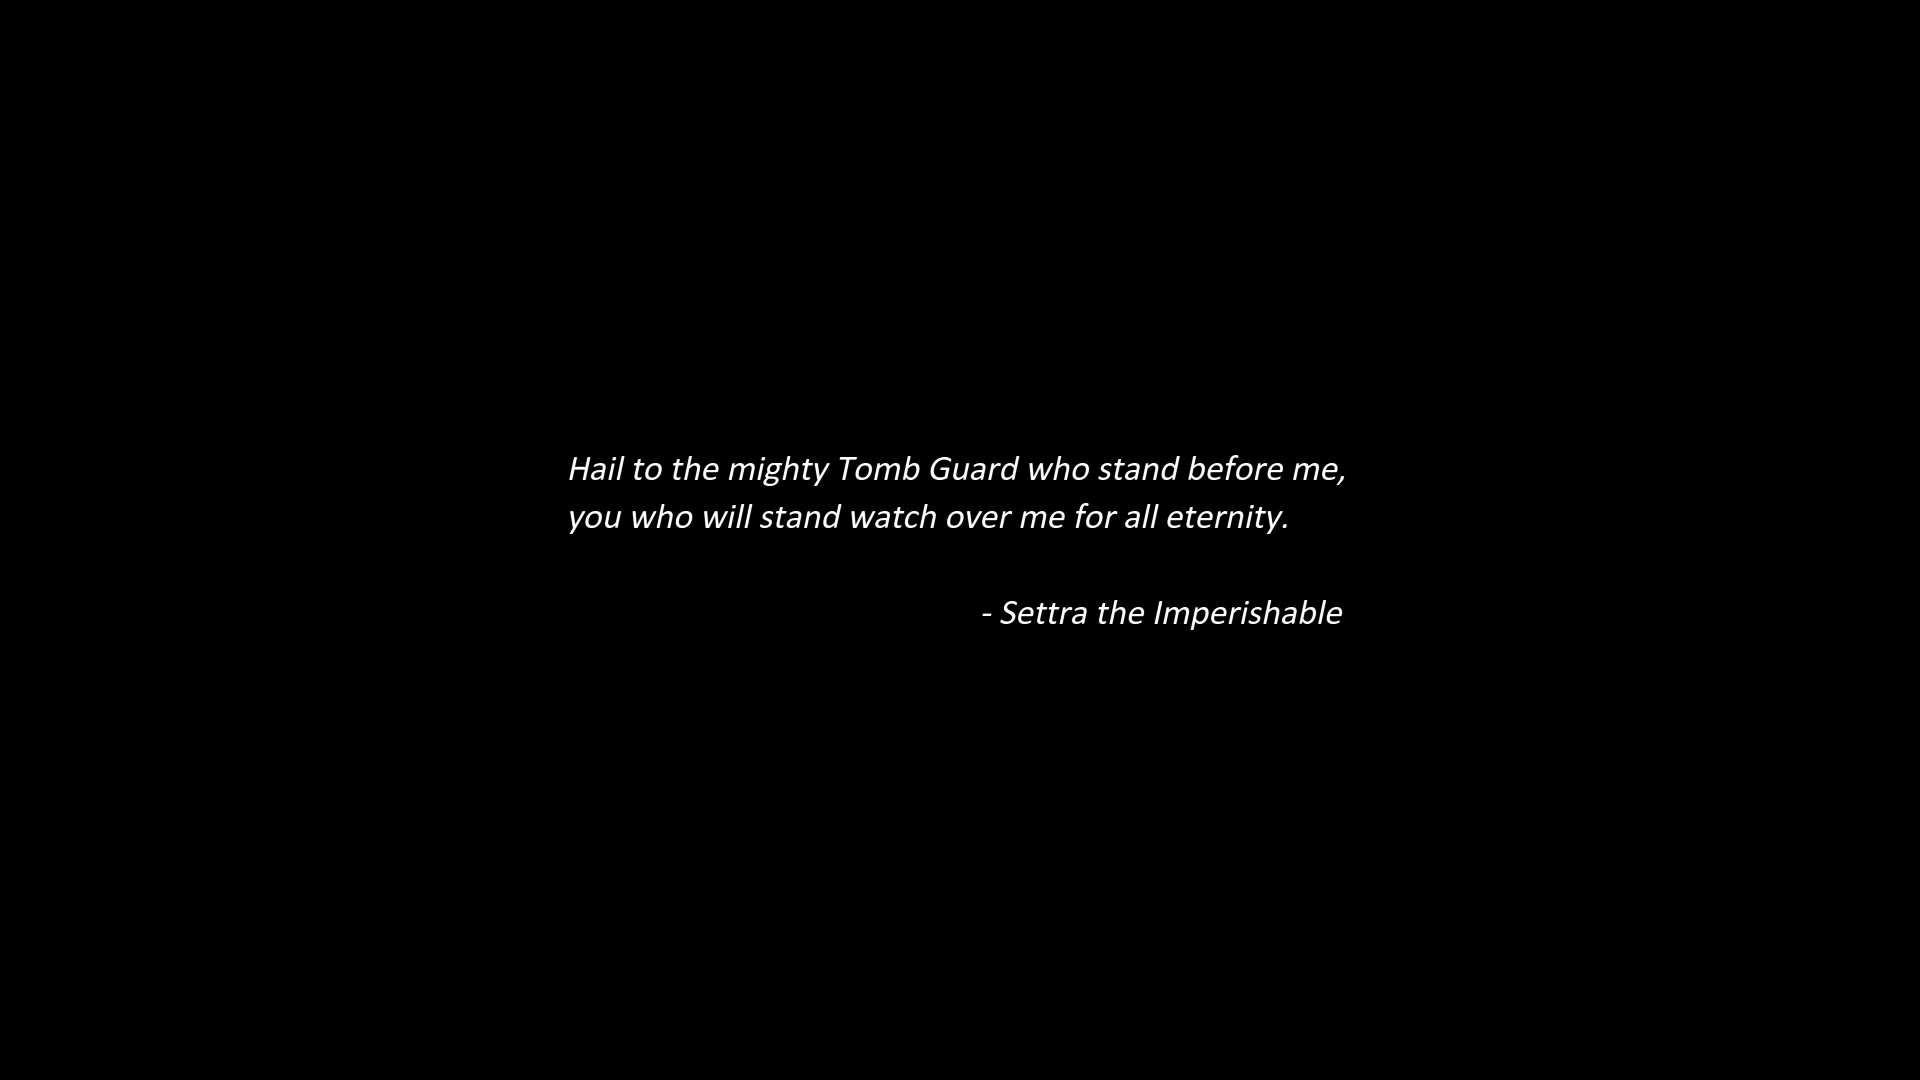 Hail to the mighty Tomb Guard who stand before me,
you who will stand watch over me for all eternity.
- Settra the Imperishable